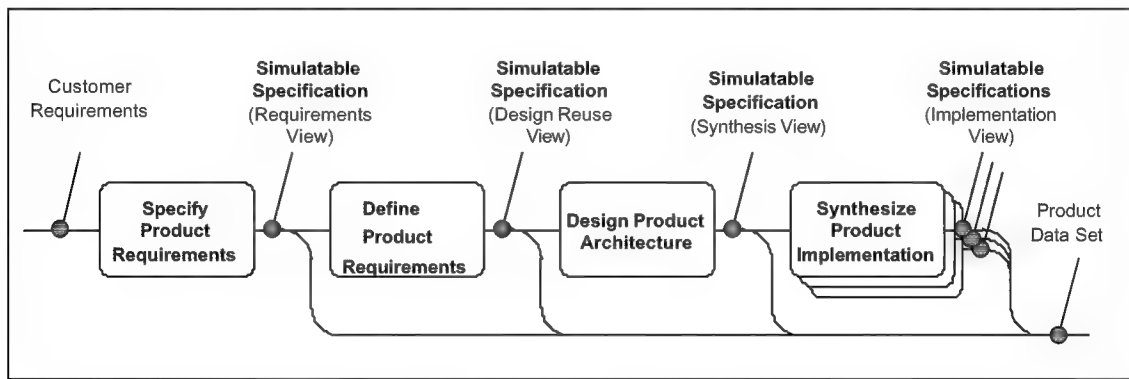 Customer
Requirements
Simulatable
Specification
(Requirements
View)
Simulatable
Specification
(Design Reuse
View)
Simulatable
Specification
(Synthesis View)
Simulatable
Specifications
(Implementation
View)
Specify
Product
Requirements
Define
Product
Requirements
Design Product
Architecture
Synthesize
Product
Implementation
Product
Data Set